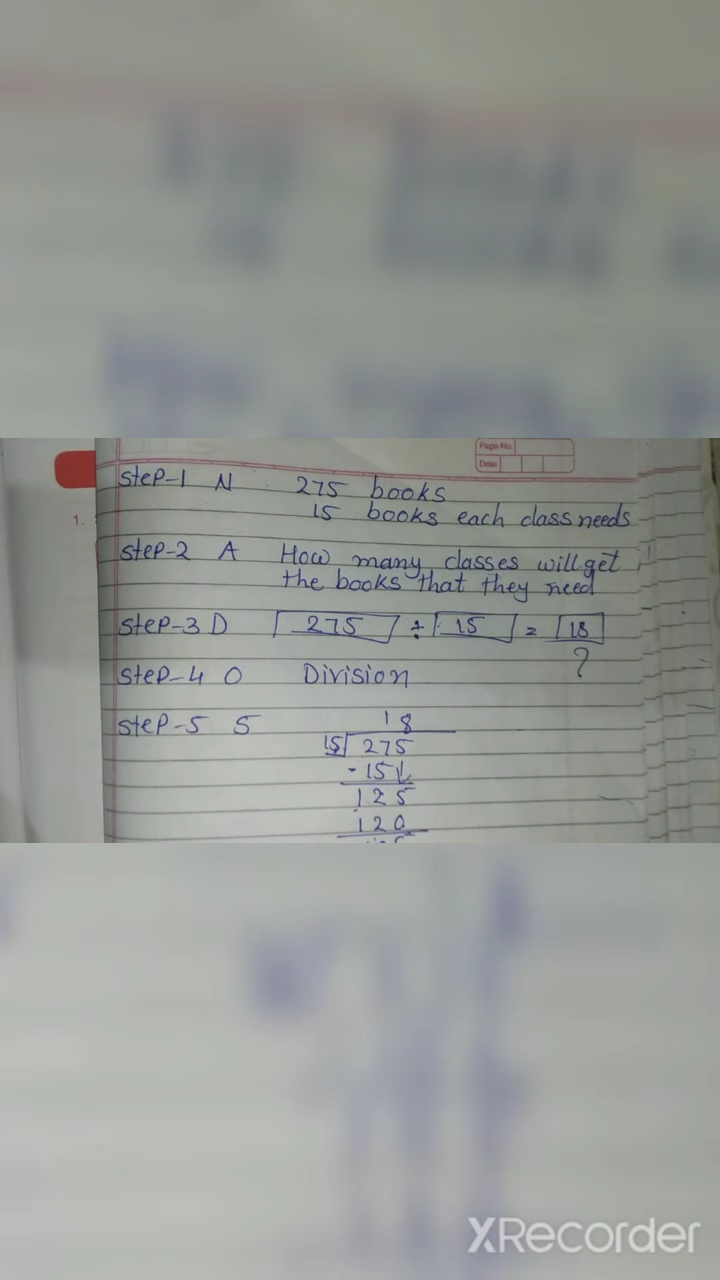 Page No.
Date
1.
Step-1 N 275 books
15 books each class needs
Step-2 A How many classes will get
the books that they need
Step-3 D 275 ÷ 15 = 18
?
Step-4 O Division
Step-5 S 18
15 275
- 15↓
125
120
XRecorder